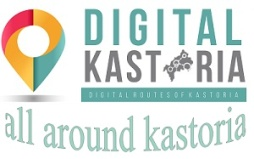 DIGITAL
KASTORIA
DIGITAL ROUTES OF KASTORIA
all around kastoria